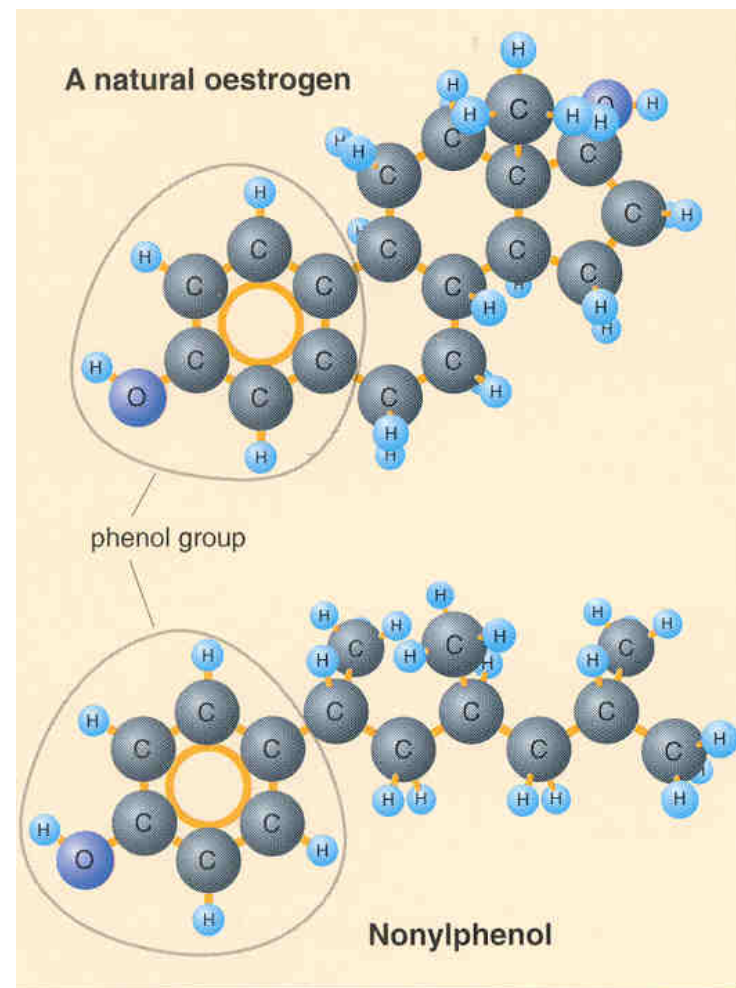 A natural oestrogen
H
H
H C H H O H
C C
H H
C C
H C H
C H C C
H C C C C
H H H
H
C C C
H O C C H
H
H H
phenol group
H H
H H H H
H H C H C H H H C
H C C C C
C C C C C H
H
H H H H H
H C C
O C H
H
Nonylphenol